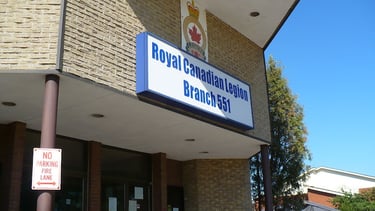 Royal Canadian Legion
Branch 551
NO
PARKING
FIRE
LANE